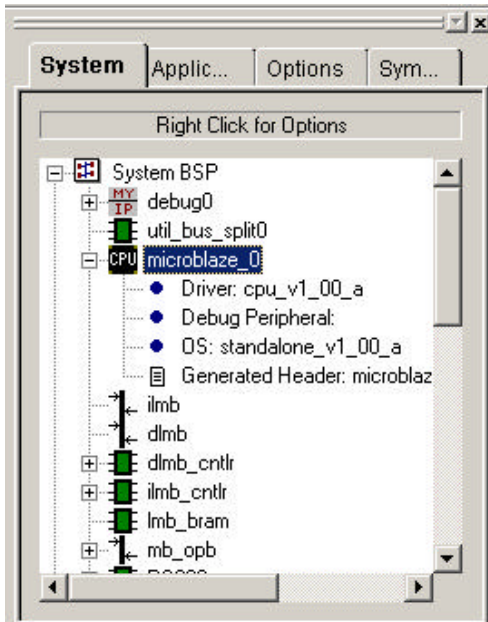 System Applic... Options Sym...
Right Click for Options
System BSP
MY IP debug0
util_bus_split0
CPU microblaze_0
Driver: cpu_v1_00_a
Debug Peripheral:
OS: standalone_v1_00_a
Generated Header: microblaz
ilmb
dlmb
dlmb_cntlr
ilmb_cntlr
lmb_bram
mb_opb